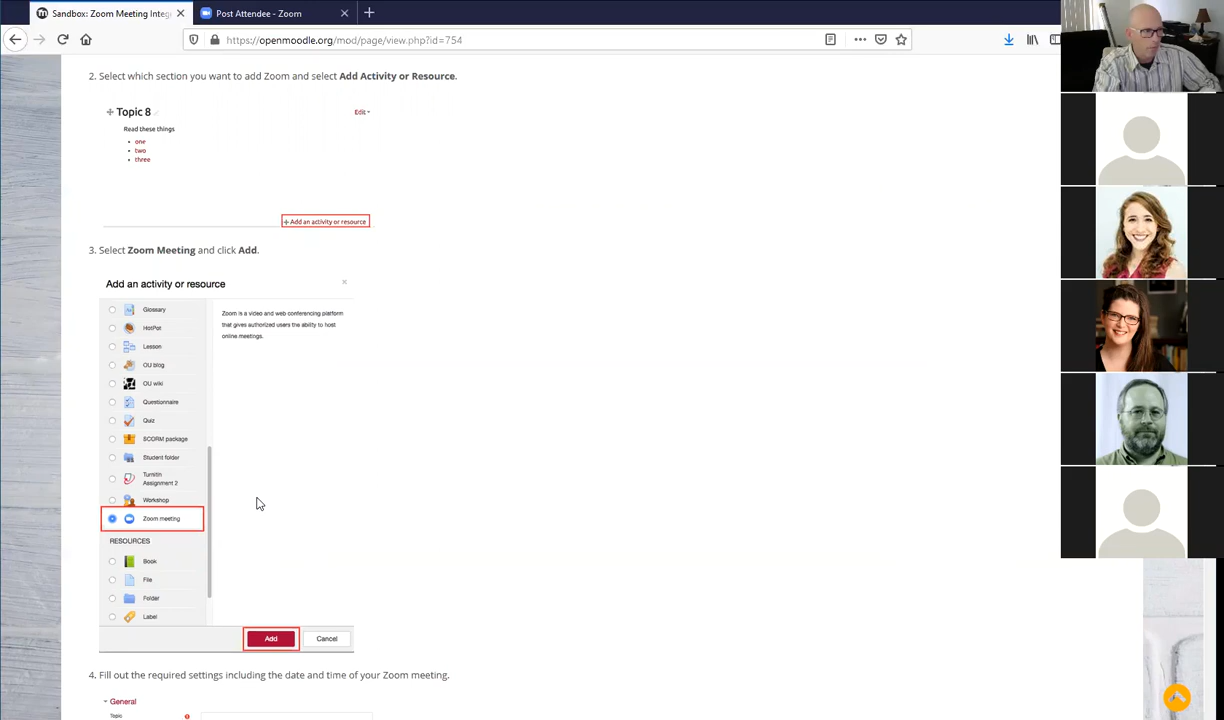 Sandbox: Zoom Meeting Integ
Post Attendee - Zoom
https://openmoodle.org/mod/page/view.php?id=754
2. Select which section you want to add Zoom and select Add Activity or Resource.
Topic 8
Edit
Read these things
one
two
three
Add an activity or resource
3. Select Zoom Meeting and click Add.
Add an activity or resource
Glossary
Zoom is a video and web conferencing platform
that gives authorized users the ability to host
online meetings.
HotPot
Lesson
OU blog
OU wiki
Questionnaire
Quiz
SCORM package
Student folder
Turnitin
Assignment 2
Workshop
Zoom meeting
RESOURCES
Book
File
Folder
Label
Add
Cancel
4. Fill out the required settings including the date and time of your Zoom meeting.
General
Topic